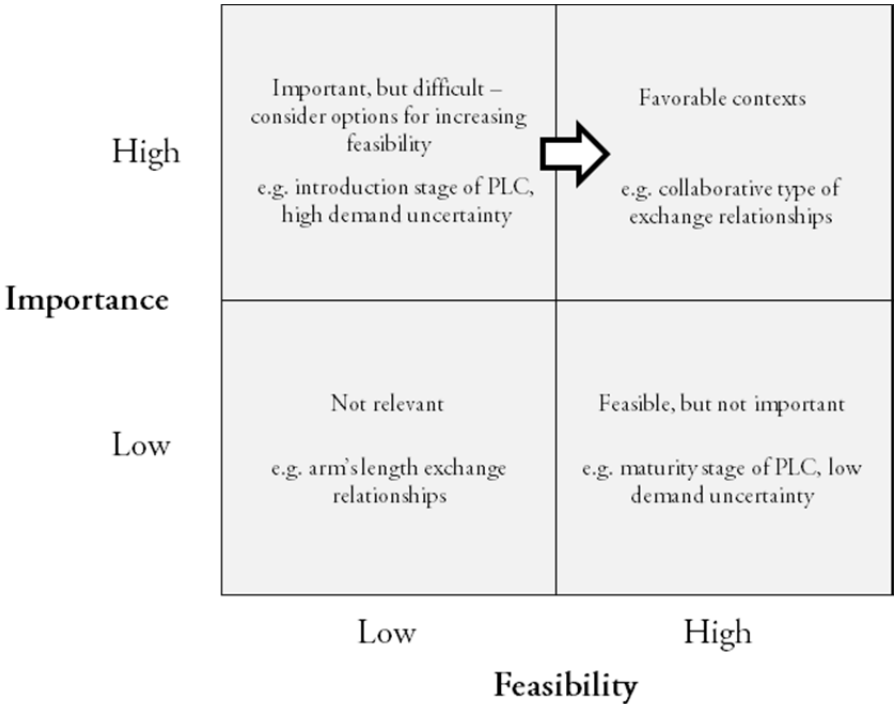 Important, but difficult –
consider options for increasing
feasibility
e.g. introduction stage of PLC,
high demand uncertainty
Favorable contexts
e.g. collaborative type of
exchange relationships
High
Importance
Not relevant
e.g. arm's length exchange
relationships
Feasible, but not important
e.g. maturity stage of PLC, low
demand uncertainty
Low
Low
High
Feasibility